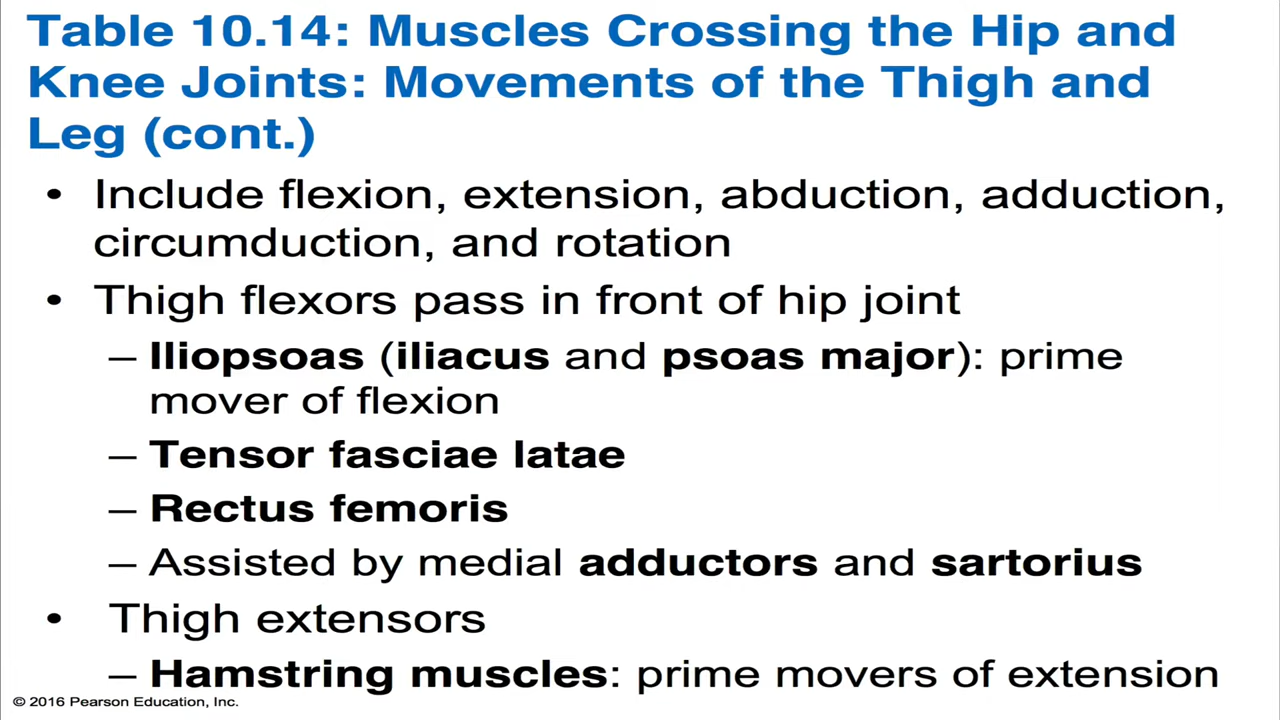 Table 10.14: Muscles Crossing the Hip and
Knee Joints: Movements of the Thigh and
Leg (cont.)
• Include flexion, extension, abduction, adduction,
circumduction, and rotation
• Thigh flexors pass in front of hip joint
– Iliopsoas (iliacus and psoas major): prime
mover of flexion
– Tensor fasciae latae
– Rectus femoris
– Assisted by medial adductors and sartorius
• Thigh extensors
– Hamstring muscles: prime movers of extension
© 2016 Pearson Education, Inc.